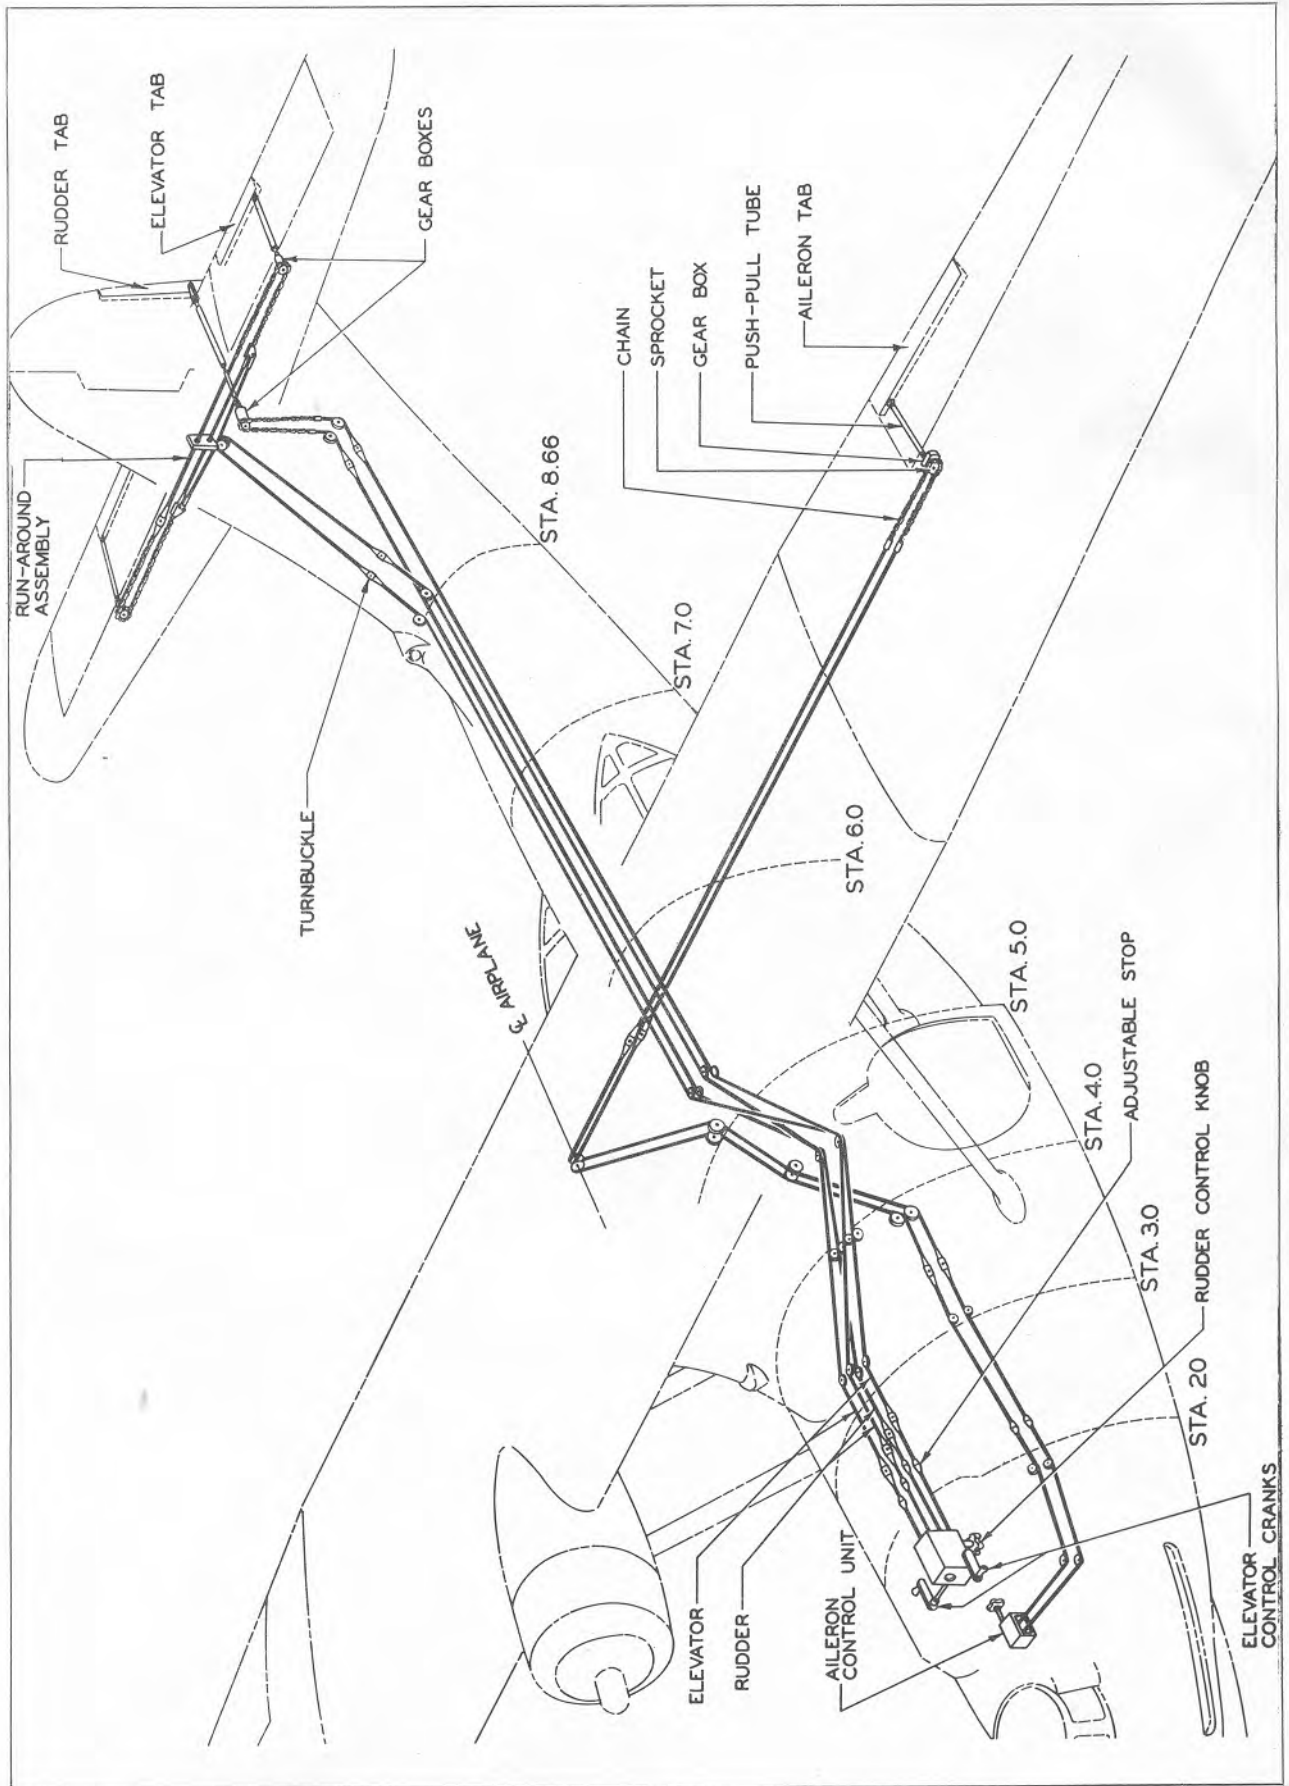 RUDDER TAB
ELEVATOR TAB
GEAR BOXES
RUN-AROUND
ASSEMBLY
TURNBUCKLE
STA. 8.66
STA. 7.0
STA. 6.0
STA. 5.0
STA. 4.0
STA. 3.0
STA. 20
CHAIN
SPROCKET
GEAR BOX
PUSH-PULL TUBE
AILERON TAB
℄ AIRPLANE
ADJUSTABLE STOP
RUDDER CONTROL KNOB
ELEVATOR
RUDDER
AILERON
CONTROL UNIT
ELEVATOR
CONTROL CRANKS